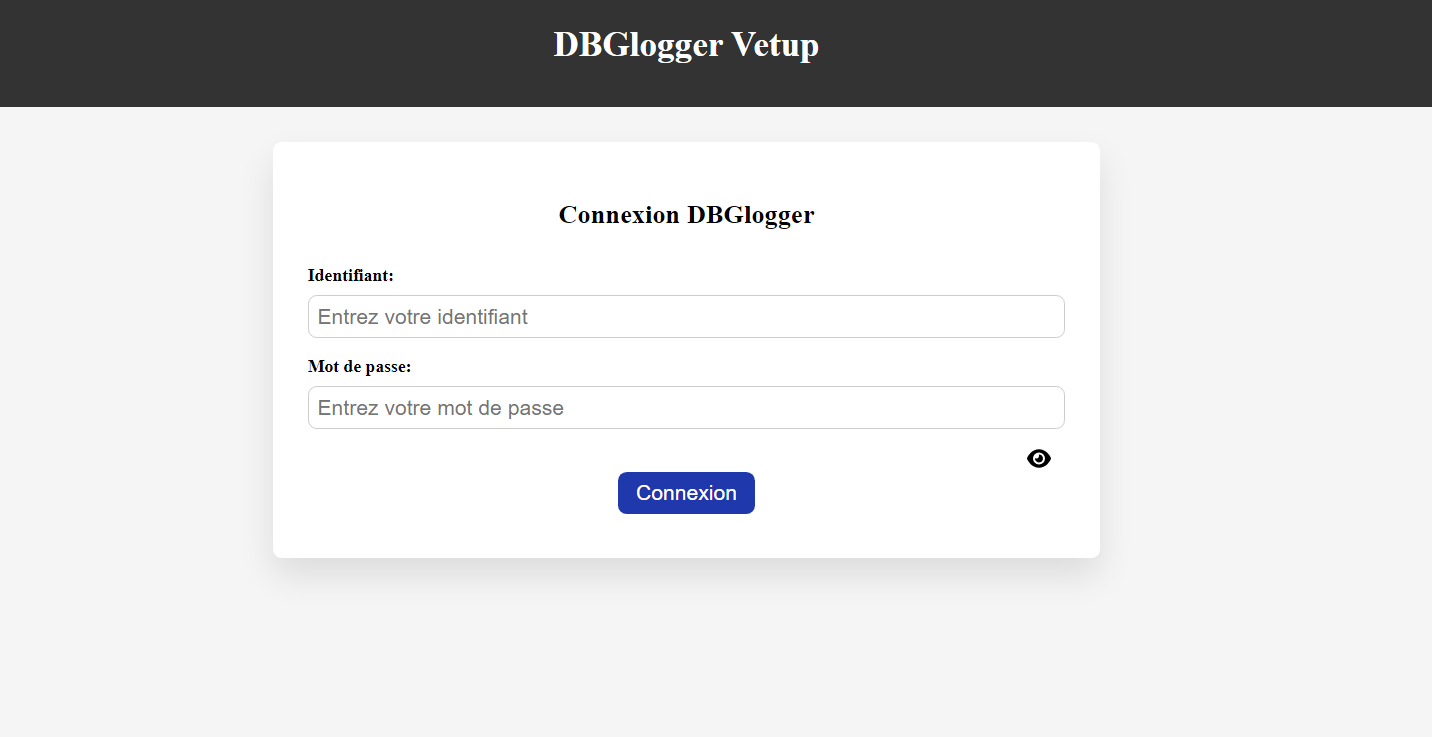 DBGlogger Vetup
Connexion DBGlogger
Identifiant:
Entrez votre identifiant
Mot de passe:
Entrez votre mot de passe
Connexion